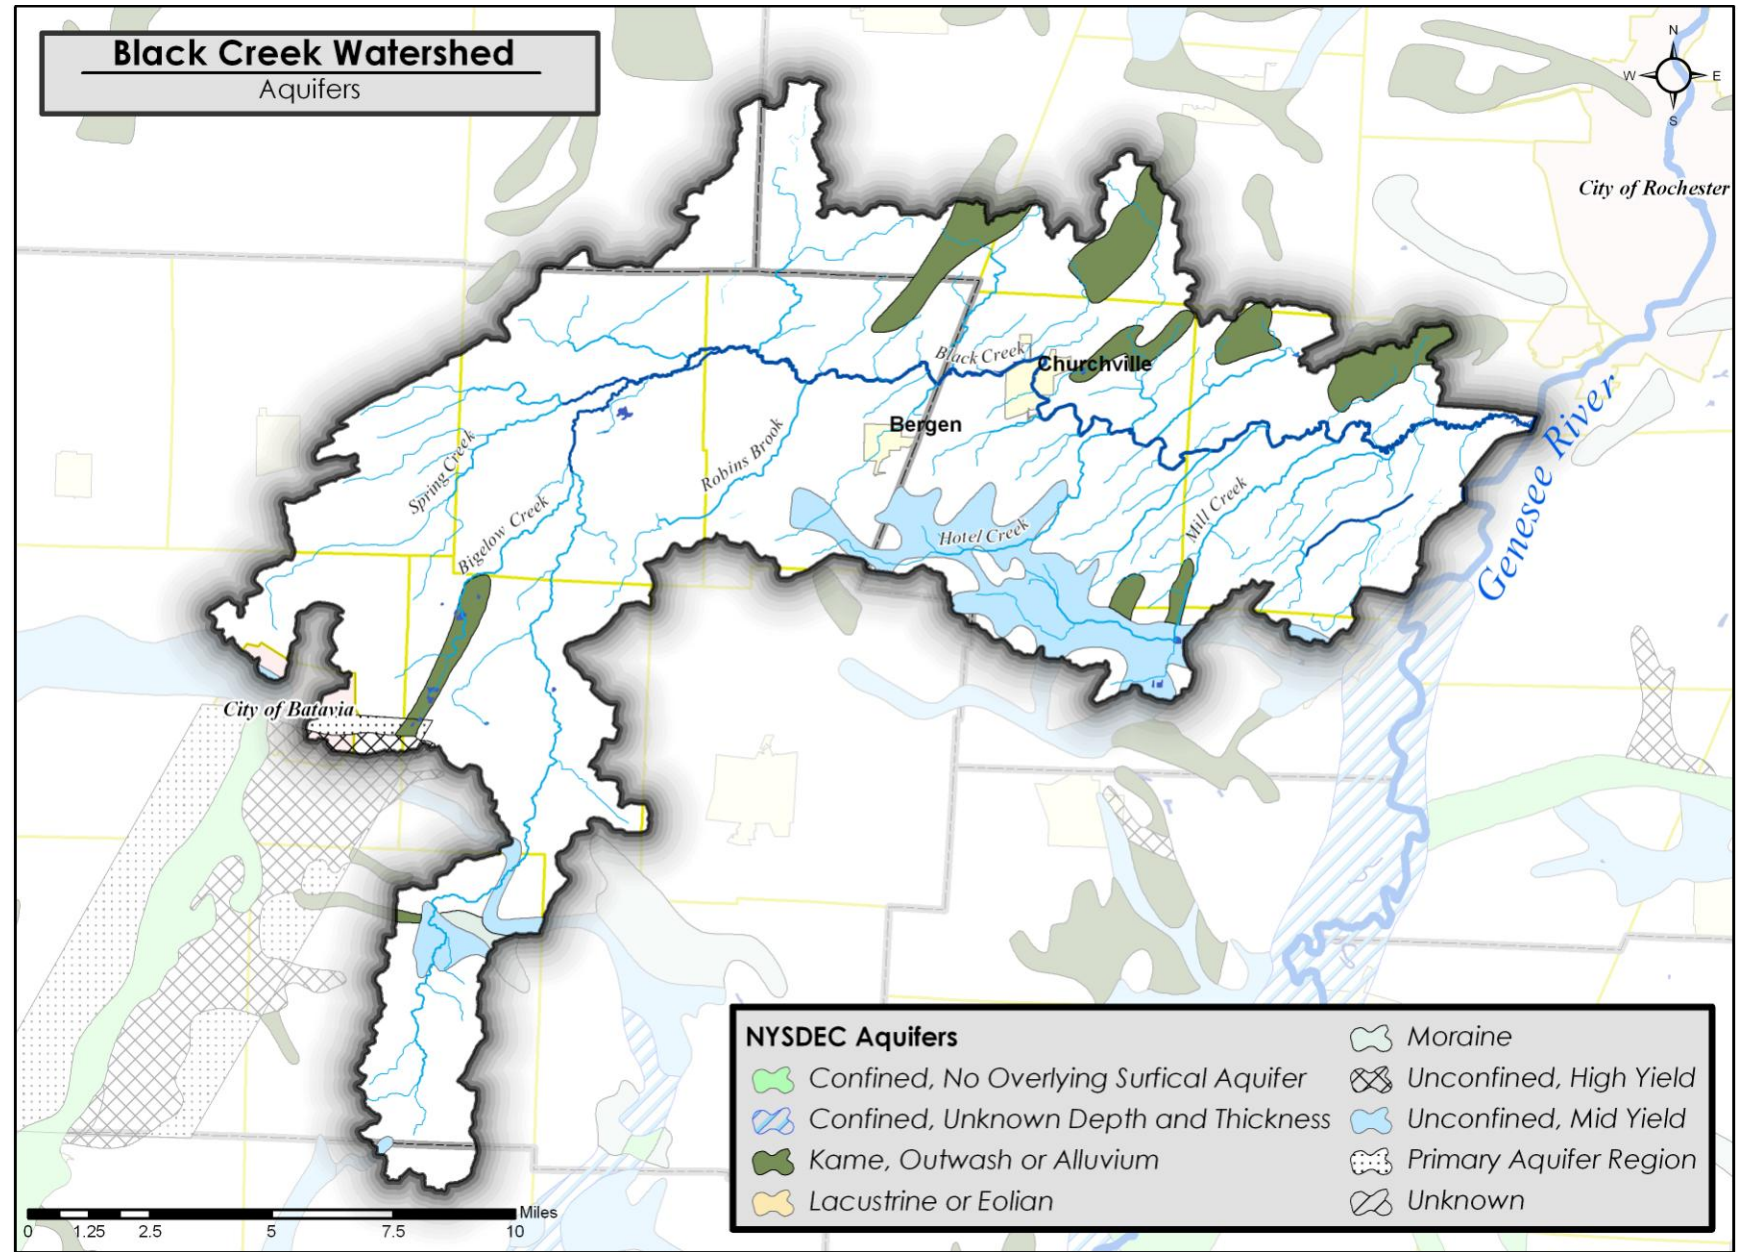 Black Creek Watershed
Aquifers
N
W
E
S
City of Rochester
Black Creek
Churchville
Bergen
Spring Creek
Robins Brook
Bigelow Creek
Hotel Creek
Mill Creek
Genesee River
City of Batavia
NYSDEC Aquifers
Confined, No Overlying Surfical Aquifer
Confined, Unknown Depth and Thickness
Kame, Outwash or Alluvium
Lacustrine or Eolian
Moraine
Unconfined, High Yield
Unconfined, Mid Yield
Primary Aquifer Region
Unknown
Miles
0 1.25 2.5 5 7.5 10